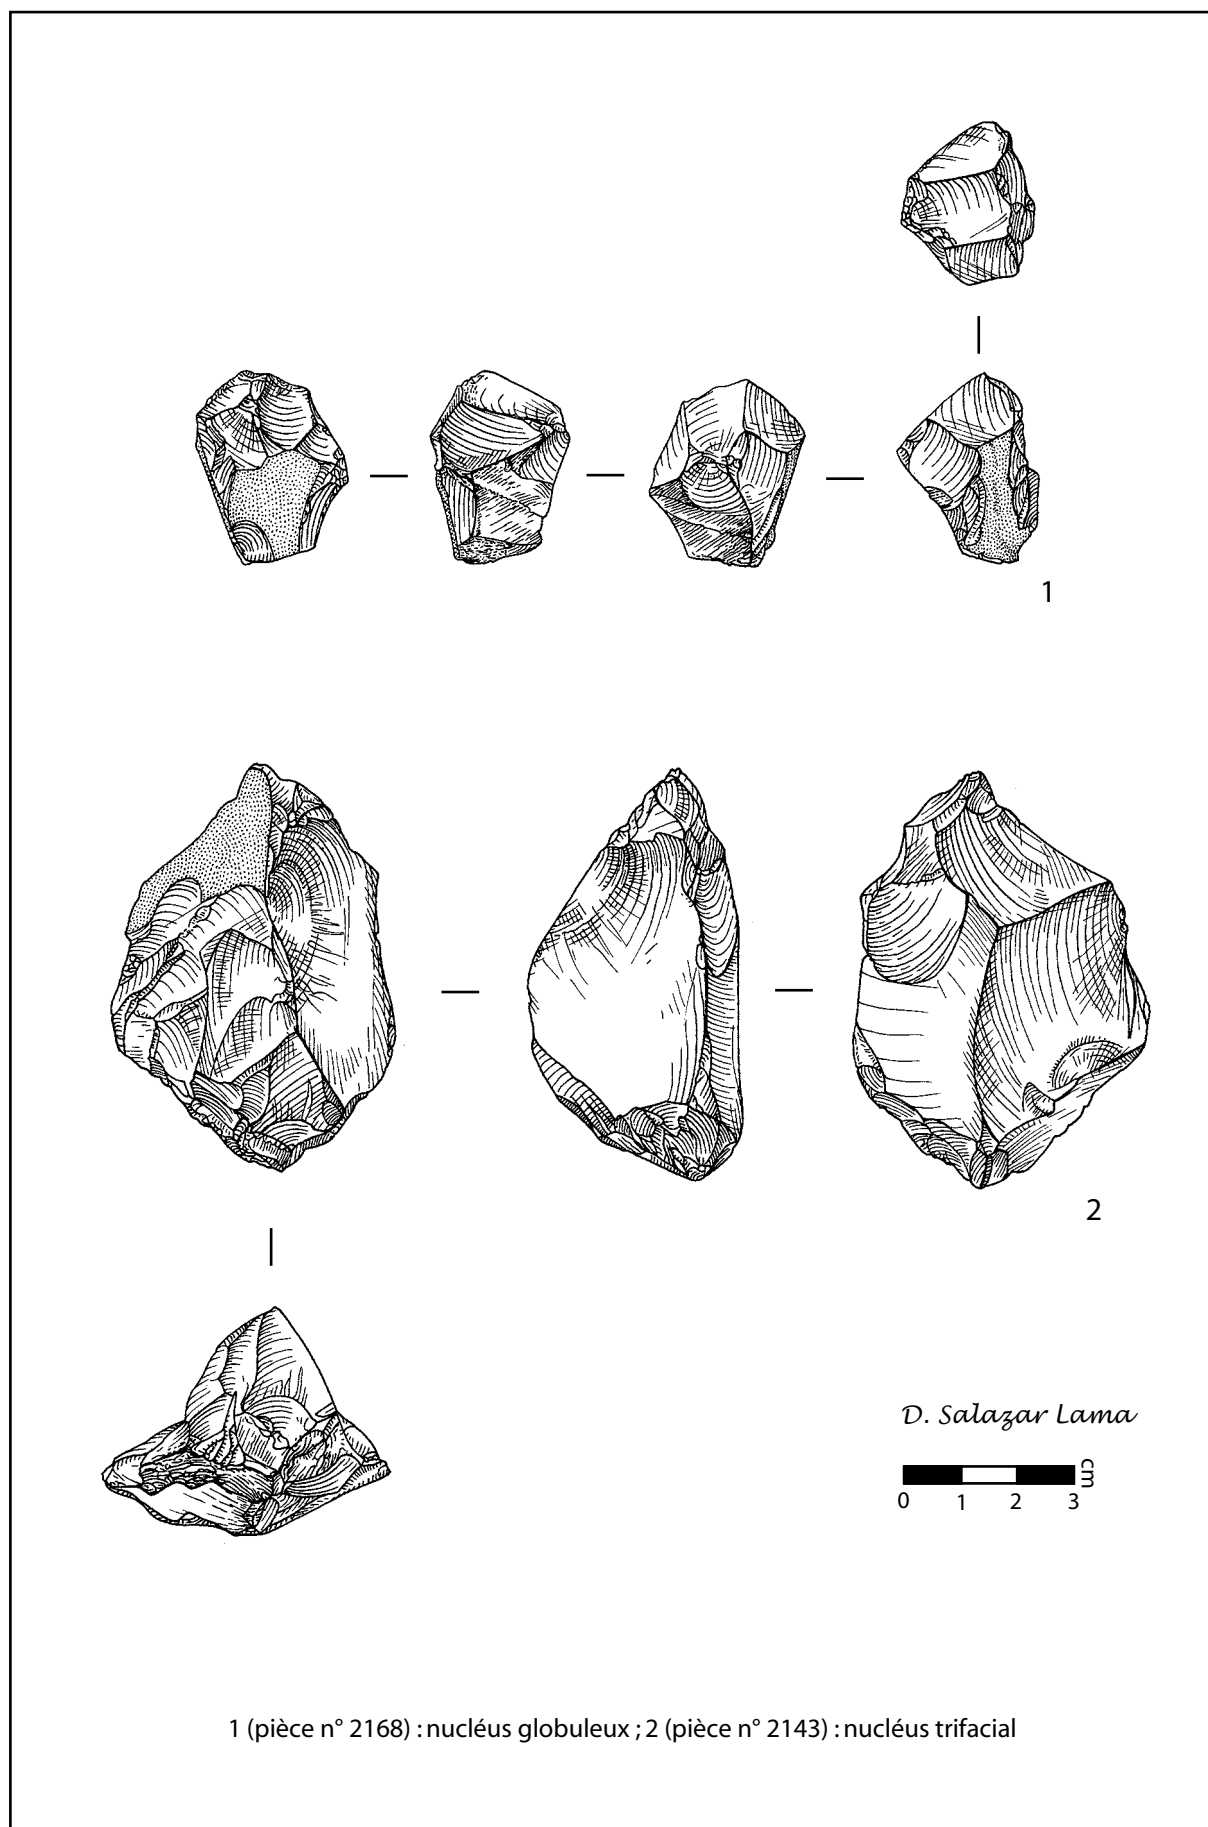 1
2
D. Salazar Lama
cm
0 1 2 3
1 (pièce n° 2168) : nucléus globuleux ; 2 (pièce n° 2143) : nucléus trifacial